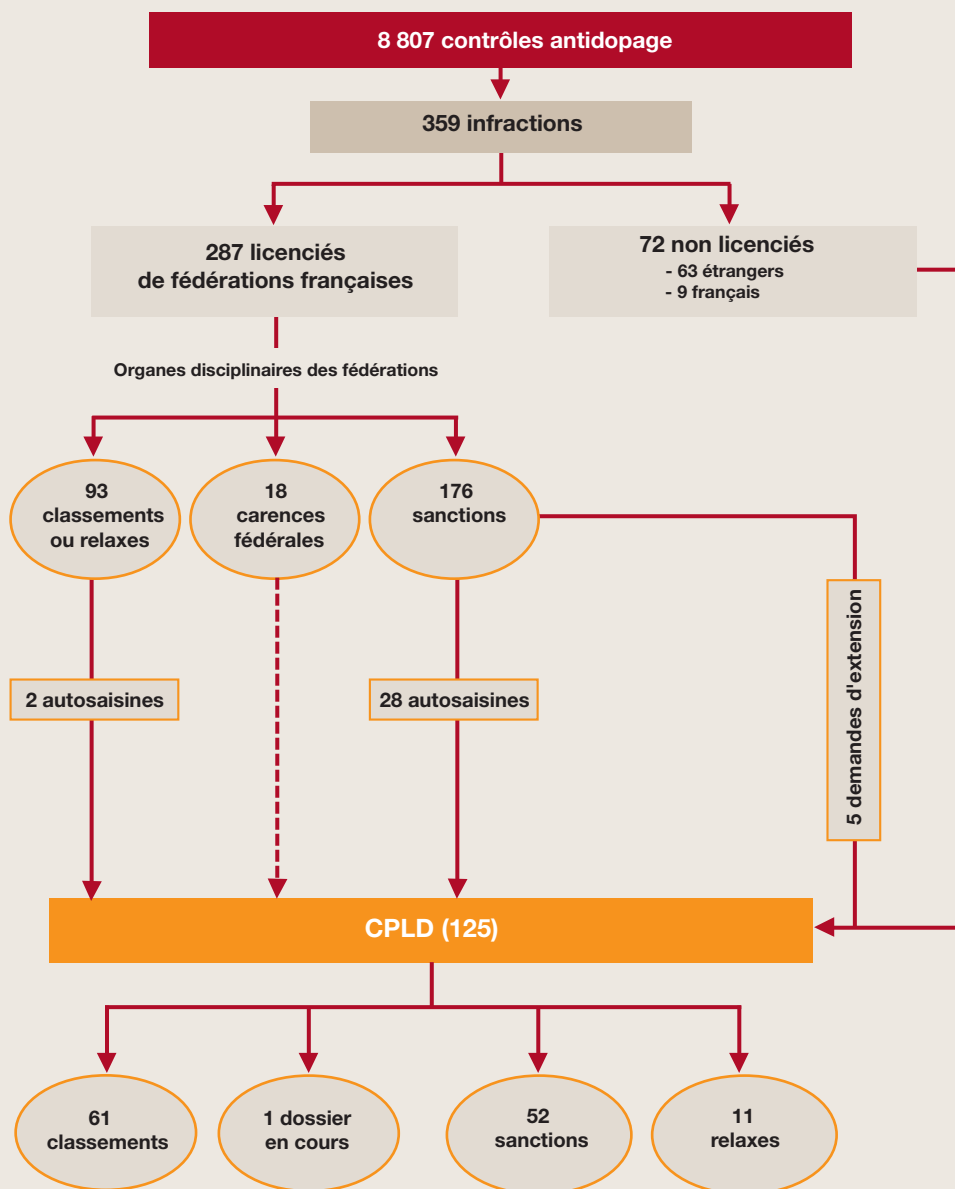 8 807 contrôles antidopage
359 infractions
287 licenciés
de fédérations françaises
72 non licenciés
- 63 étrangers
- 9 français
Organes disciplinaires des fédérations
93
classements
ou relaxes
18
carences
fédérales
176
sanctions
2 autosaisines
28 autosaisines
5 demandes d'extension
CPLD (125)
61
classements
1 dossier
en cours
52
sanctions
11
relaxes